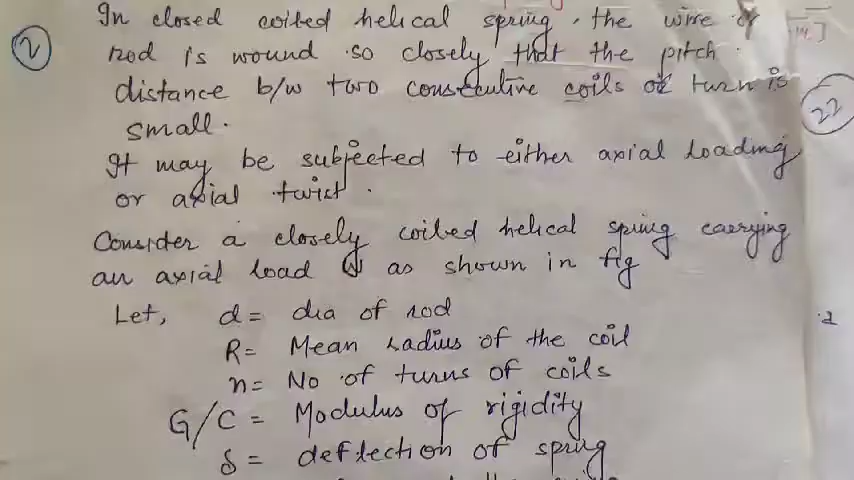 In closed coiled helical spring, the wire or
rod is wound so closely that the pitch
distance b/w two consecutive coils of turn is
small.
It may be subjected to either axial loading
or axial twist.
Consider a closely coiled helical spring carrying
an axial load W as shown in fig
Let, d = dia of rod
R = Mean radius of the coil
n = No of turns of coils
G/C = Modulus of rigidity
δ = deflection of spring
2
22